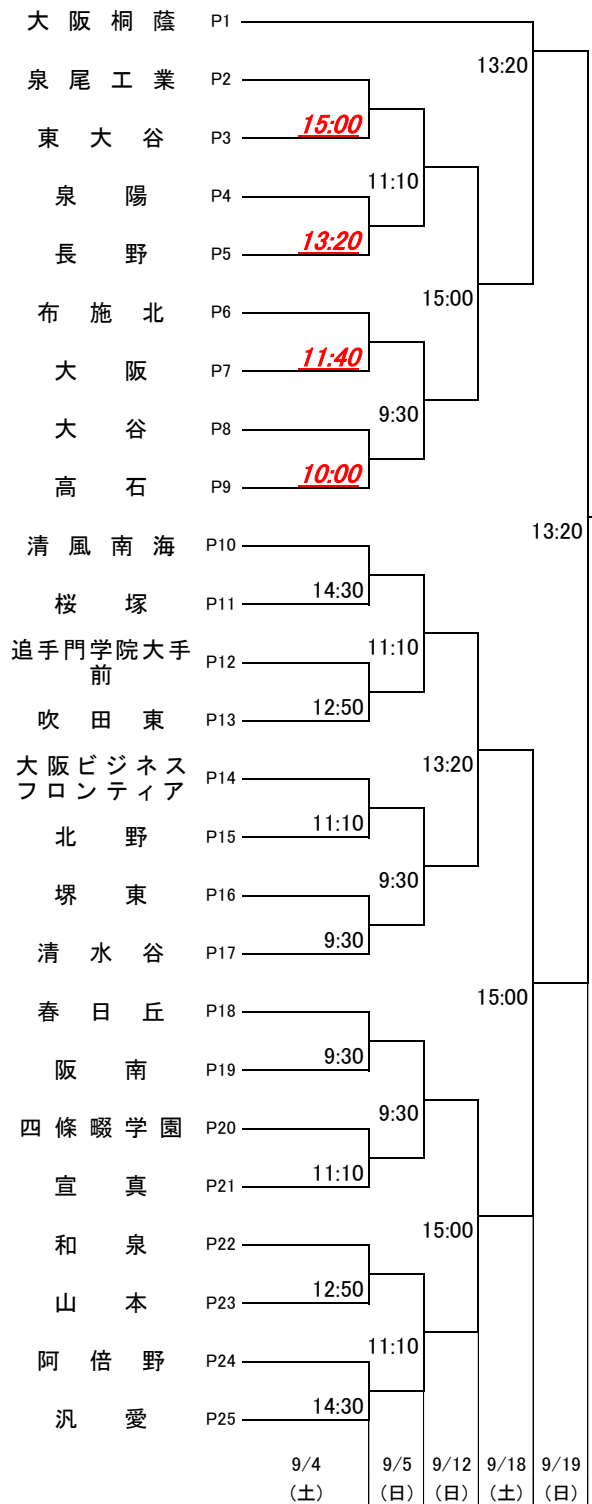 大阪桐蔭 P1
13:20
泉尾工業 P2
東大谷 P3 15:00
11:10
泉陽 P4
長野 P5 13:20
15:00
布施北 P6
大阪 P7 11:40
9:30
大谷 P8
高石 P9 10:00
13:20
清風南海 P10
桜塚 P11 14:30
11:10
追手門学院大手
前 P12
吹田東 P13 12:50
13:20
大阪ビジネス
フロンティア P14
北野 P15 11:10
9:30
堺東 P16
清水谷 P17 9:30
15:00
春日丘 P18
阪南 P19 9:30
9:30
四條畷学園 P20
宣真 P21 11:10
15:00
和泉 P22
山本 P23 12:50
11:10
阿倍野 P24
汎愛 P25 14:30
9/4 9/5 9/12 9/18 9/19
(土) (日) (日) (土) (日)